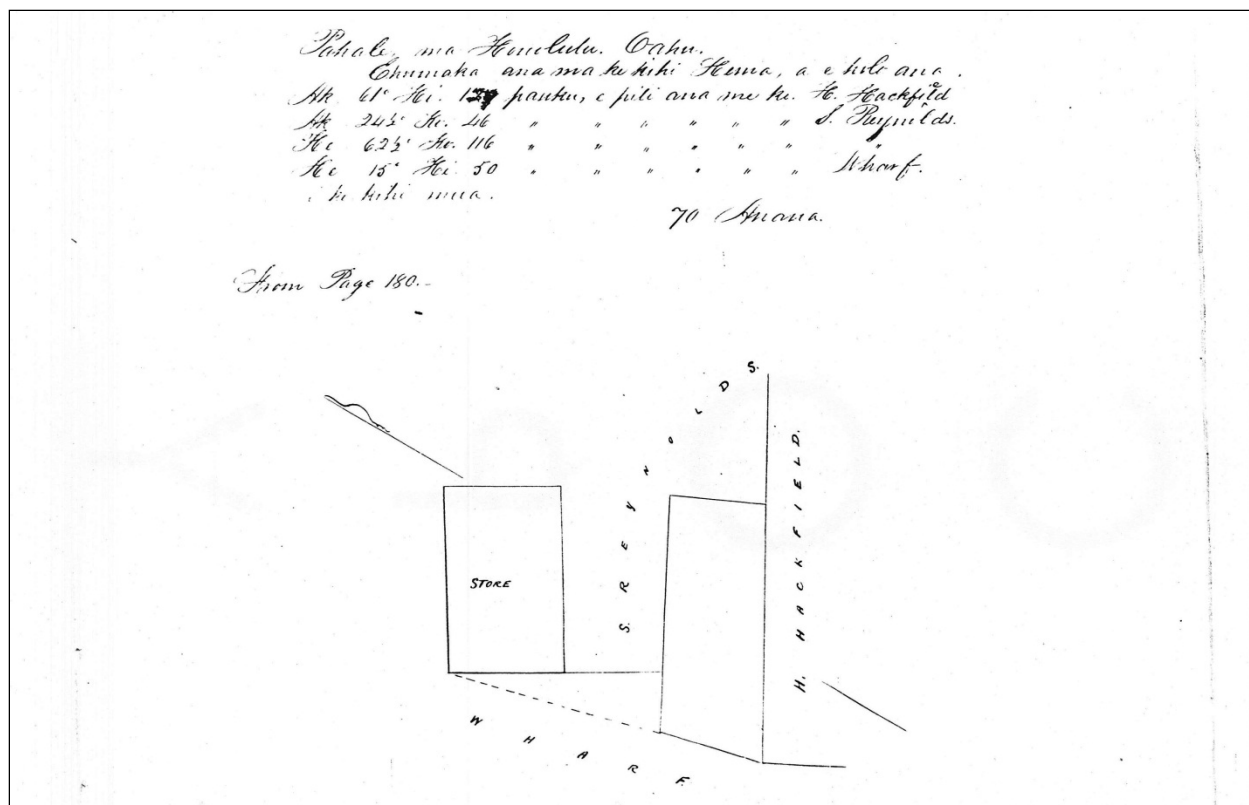 Pahale, ma Honolulu. Oahu.
Ehoomaka ana ma ke kihi Hema, a e holo ana.
Ak 61° Hi. pauku, e pili ana me ko H. Hackfeld
Ak 24½° Ko. 46 " " " " " " S. Reynolds.
He 62½° Ko. 116 " " " " " " "
He 15° Hi. 50 " " " " " " Wharf.
i ke kihi mua.
70 Anana.
From Page 180.
S. REYNOLDS.
H. HACKFIELD.
STORE
WHARF.